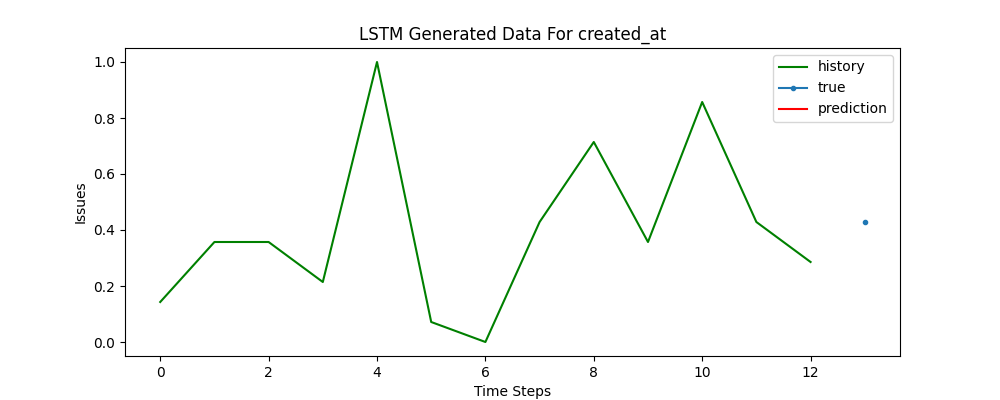 LSTM Generated Data For created_at
1.0
0.8
0.6
0.4
0.2
0.0
Issues
history
true
prediction
0 2 4 6 8 10 12
Time Steps